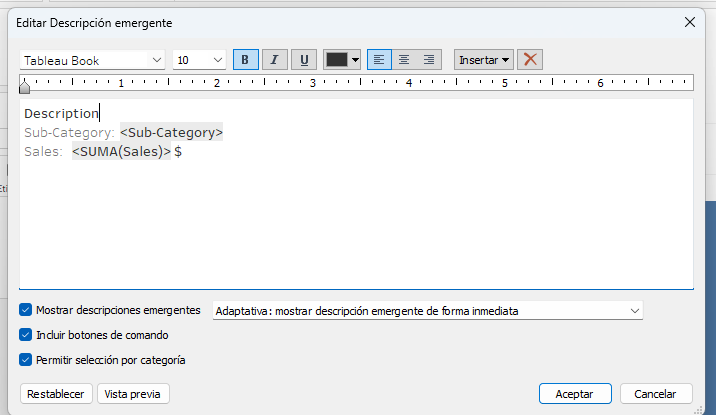 Editar Descripción emergente
Tableau Book 10 B I U Insertar
1 2 3 4 5 6
Description
Sub-Category: <Sub-Category>
Sales: <SUMA(Sales)> $
Mostrar descripciones emergentes Adaptativa: mostrar descripción emergente de forma inmediata
Incluir botones de comando
Permitir selección por categoría
Restablecer Vista previa Aceptar Cancelar